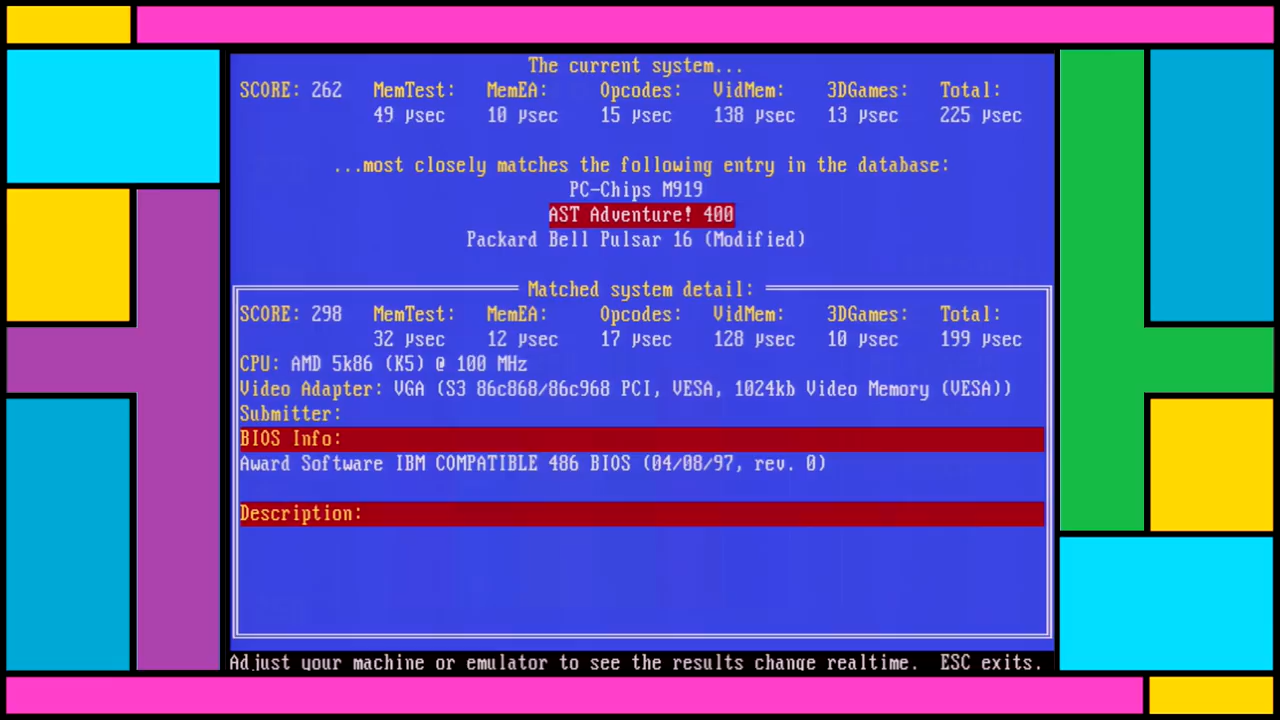 The current system...
SCORE: 262 MemTest: MemEA: Opcodes: VidMem: 3DGames: Total:
49 µsec 10 µsec 15 µsec 138 µsec 13 µsec 225 µsec
...most closely matches the following entry in the database:
PC-Chips M919
AST Adventure! 400
Packard Bell Pulsar 16 (Modified)
Matched system detail:
SCORE: 298 MemTest: MemEA: Opcodes: VidMem: 3DGames: Total:
32 µsec 12 µsec 17 µsec 128 µsec 10 µsec 199 µsec
CPU: AMD 5k86 (K5) @ 100 MHz
Video Adapter: VGA (S3 86c868/86c968 PCI, VESA, 1024kb Video Memory (VESA))
Submitter:
BIOS Info:
Award Software IBM COMPATIBLE 486 BIOS (04/08/97, rev. 0)
Description:
Adjust your machine or emulator to see the results change realtime. ESC exits.